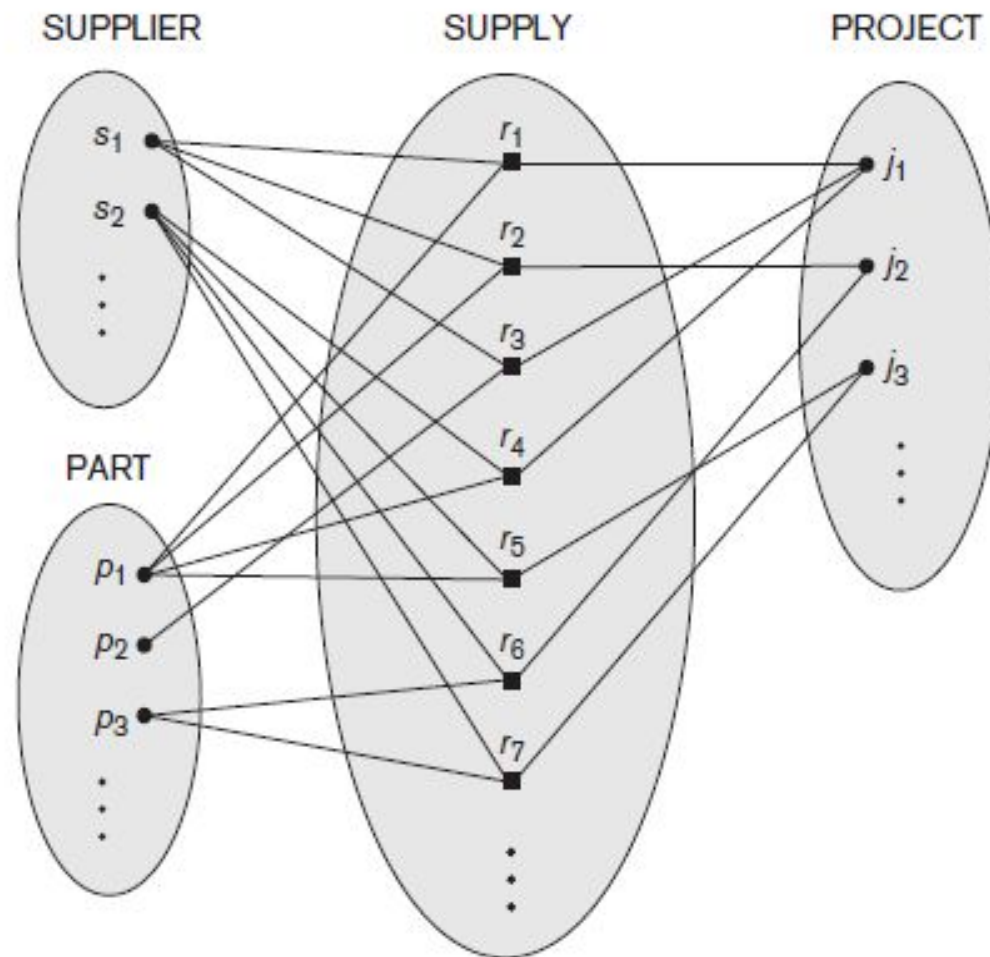 SUPPLIER SUPPLY PROJECT
s₁
s₂
PART
p₁
p₂
p₃
r₁
r₂
r₃
r₄
r₅
r₆
r₇
j₁
j₂
j₃